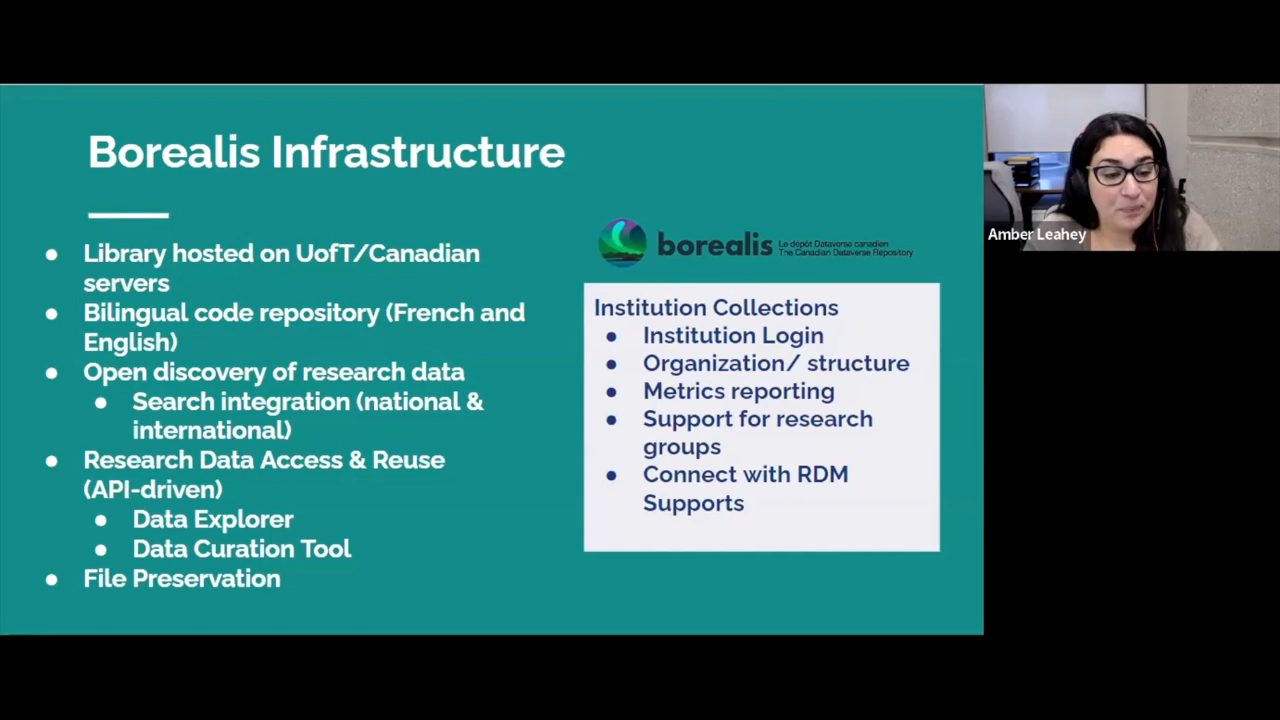 Borealis Infrastructure
● Library hosted on UofT/Canadian
servers
● Bilingual code repository (French and
English)
● Open discovery of research data
● Search integration (national &
international)
● Research Data Access & Reuse
(API-driven)
● Data Explorer
● Data Curation Tool
● File Preservation
borealis
Le dépôt Dataverse canadien
The Canadian Dataverse Repository
Institution Collections
● Institution Login
● Organization/ structure
● Metrics reporting
● Support for research
groups
● Connect with RDM
Supports
Amber Leahey